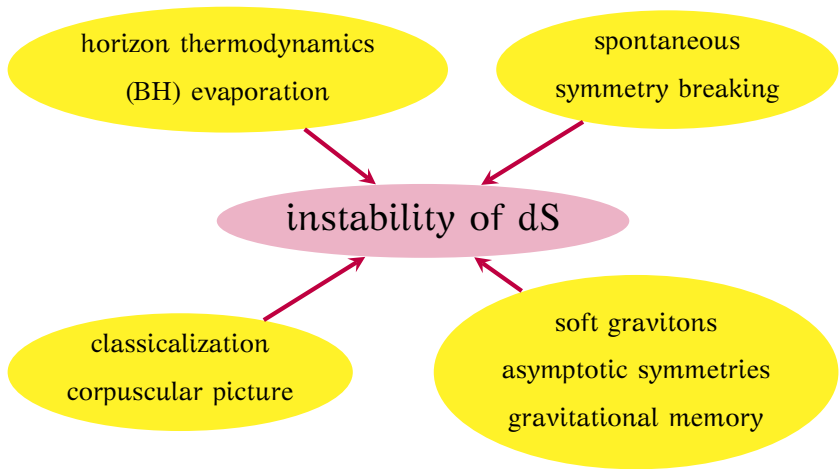 horizon thermodynamics
(BH) evaporation
spontaneous
symmetry breaking
instability of dS
classicalization
corpuscular picture
soft gravitons
asymptotic symmetries
gravitational memory